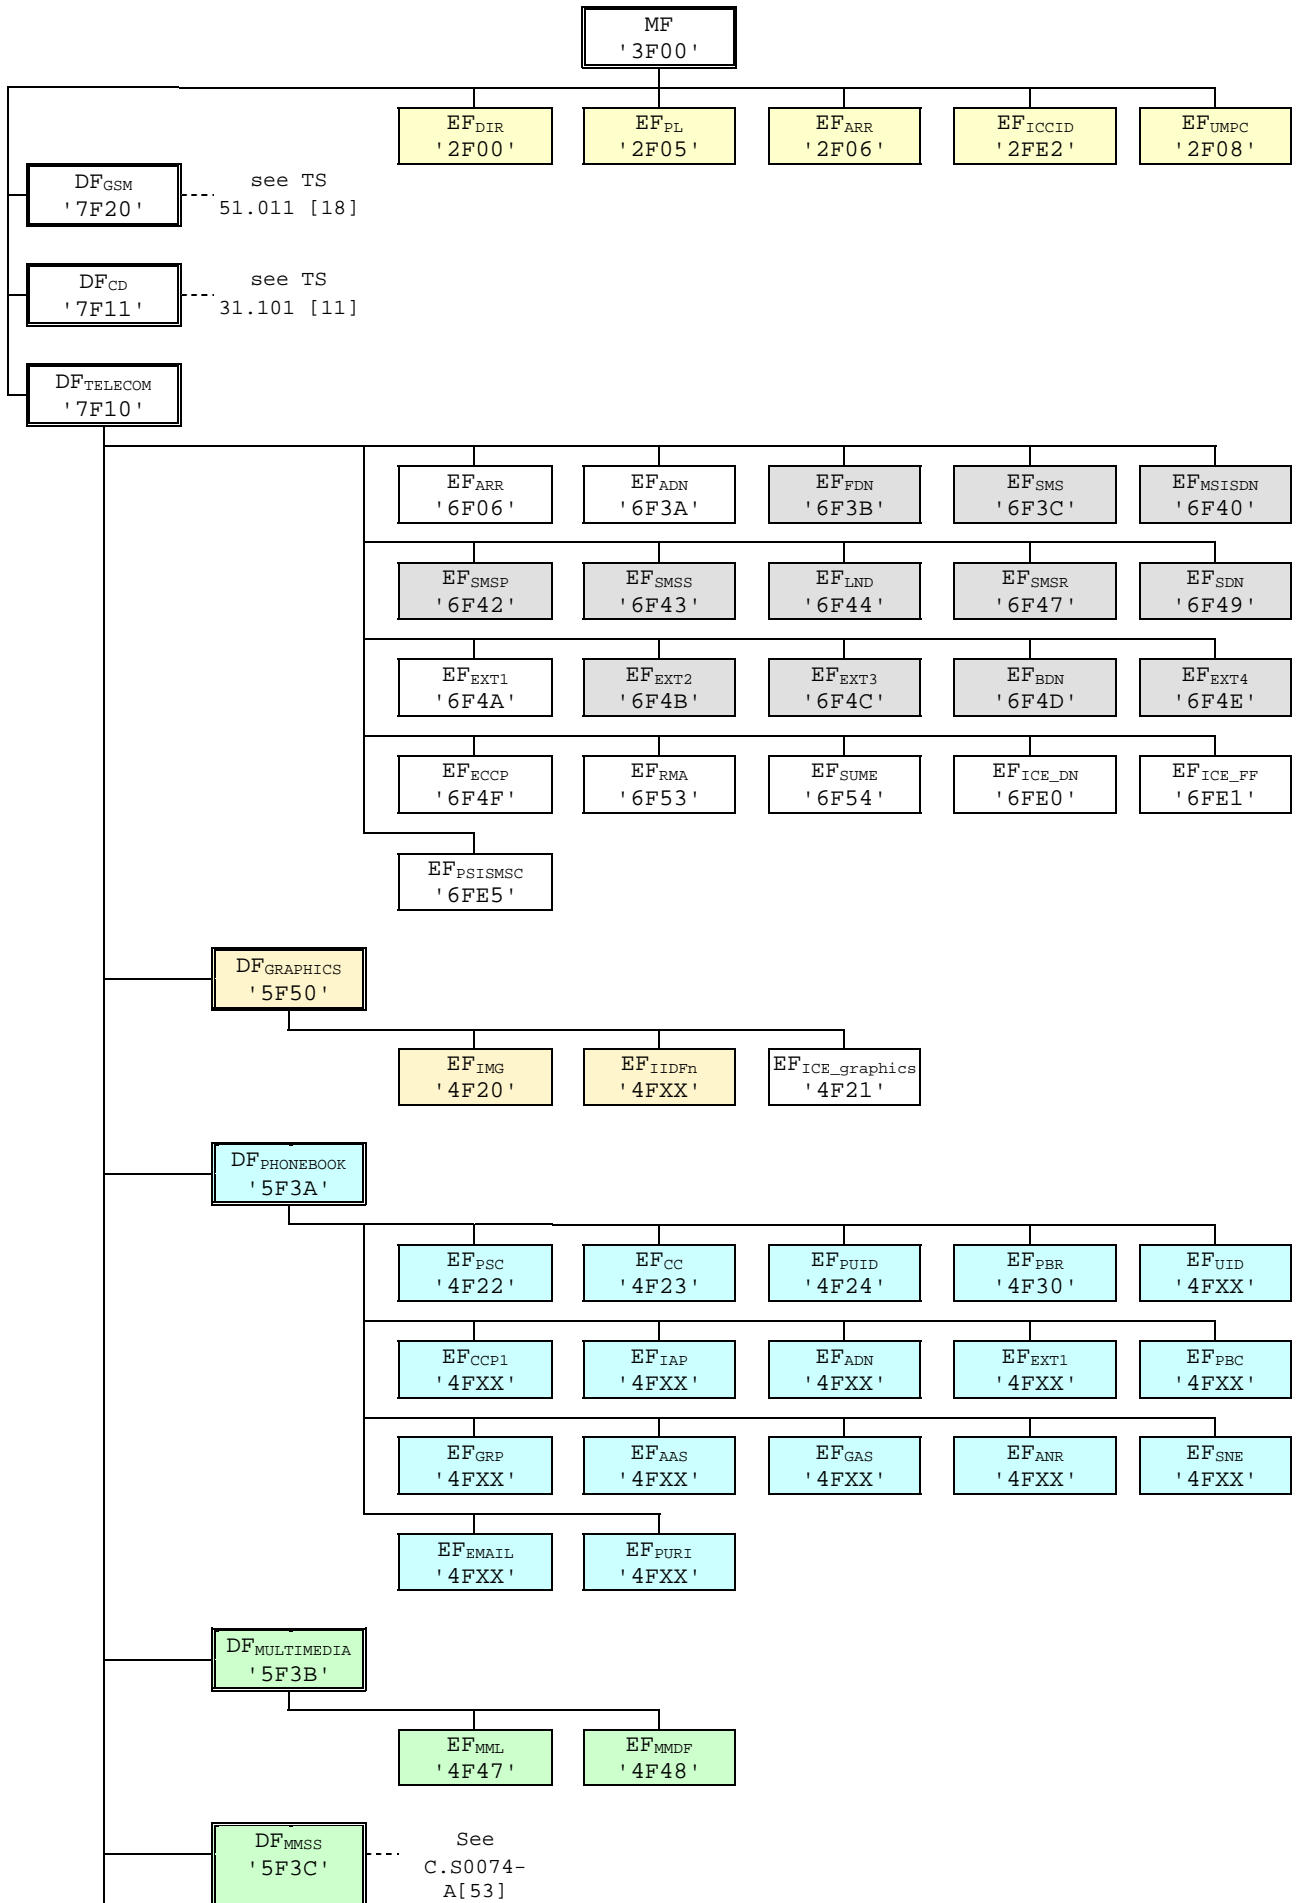 MF
'3F00'
EFDIR
'2F00'
EFPL
'2F05'
EFARR
'2F06'
EFICCID
'2FE2'
EFUMPC
'2F08'
DFGSM
'7F20'
see TS
51.011 [18]
DFCD
'7F11'
see TS
31.101 [11]
DFTELECOM
'7F10'
EFARR
'6F06'
EFADN
'6F3A'
EFFDN
'6F3B'
EFSMS
'6F3C'
EFMSISDN
'6F40'
EFSMSP
'6F42'
EFSMSS
'6F43'
EFLND
'6F44'
EFSMSR
'6F47'
EFSDN
'6F49'
EFEXT1
'6F4A'
EFEXT2
'6F4B'
EFEXT3
'6F4C'
EFBDN
'6F4D'
EFEXT4
'6F4E'
EFECCP
'6F4F'
EFRMA
'6F53'
EFSUME
'6F54'
EFICE_DN
'6FE0'
EFICE_FF
'6FE1'
EFPSISMSC
'6FE5'
DFGRAPHICS
'5F50'
EFIMG
'4F20'
EFIIDFn
'4FXX'
EFICE_graphics
'4F21'
DFPHONEBOOK
'5F3A'
EFPSC
'4F22'
EFCC
'4F23'
EFPUID
'4F24'
EFPBR
'4F30'
EFUID
'4FXX'
EFCCP1
'4FXX'
EFIAP
'4FXX'
EFADN
'4FXX'
EFEXT1
'4FXX'
EFPBC
'4FXX'
EFGRP
'4FXX'
EFAAS
'4FXX'
EFGAS
'4FXX'
EFANR
'4FXX'
EFSNE
'4FXX'
EFEMAIL
'4FXX'
EFPURI
'4FXX'
DFMULTIMEDIA
'5F3B'
EFMML
'4F47'
EFMMDF
'4F48'
DFMMSS
'5F3C'
See
C.S0074-
A[53]